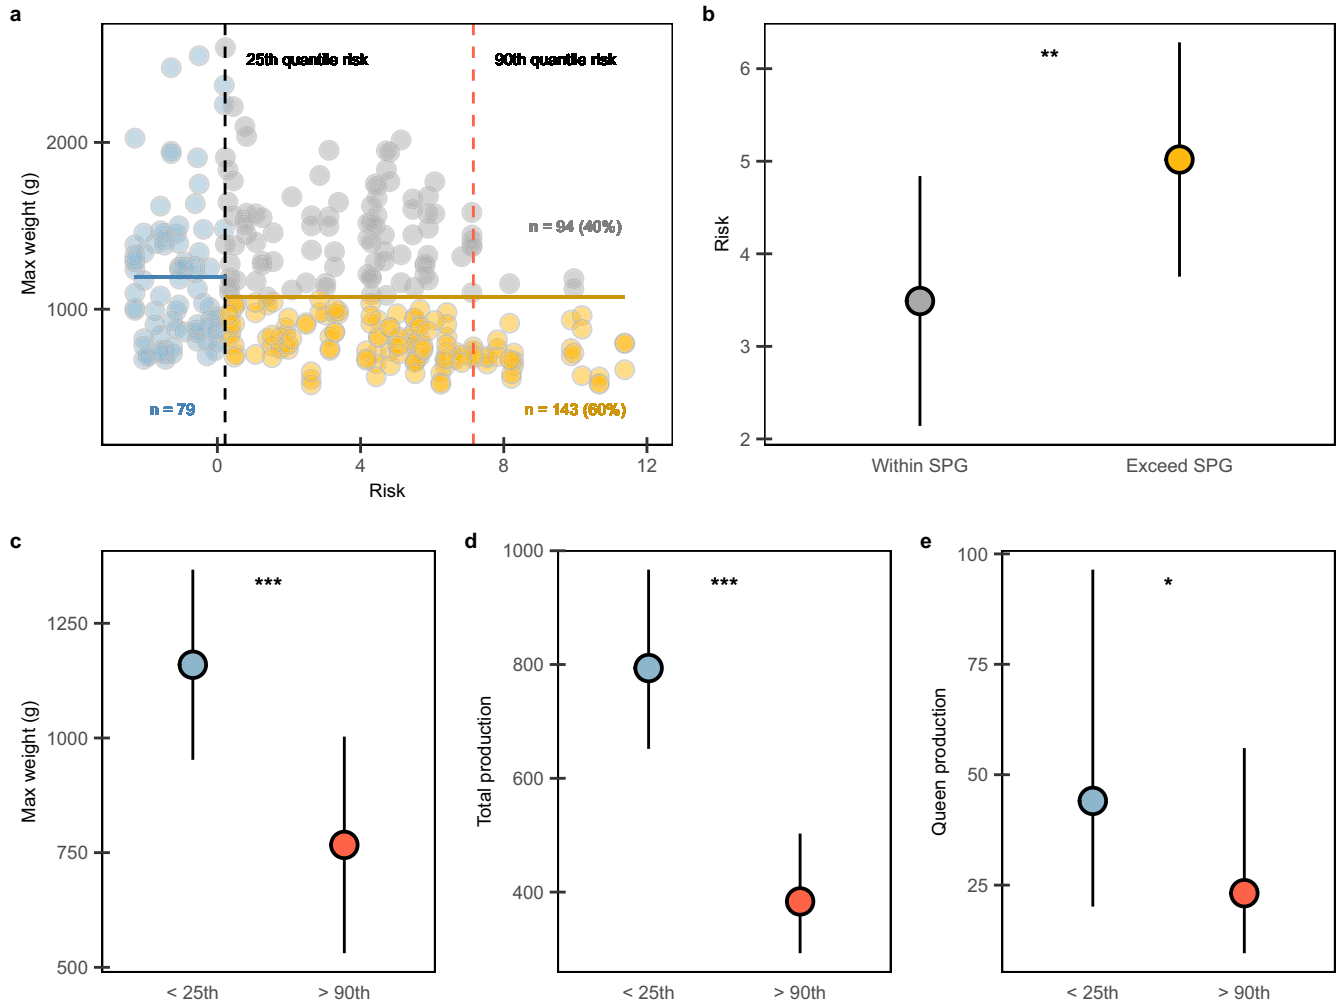 a
25th quantile risk
90th quantile risk
2000
1000
Max weight (g)
n = 94 (40%)
n = 79
n = 143 (60%)
0
4
8
12
Risk
b
**
6
5
4
3
2
Risk
Within SPG
Exceed SPG
c
***
1250
1000
750
500
Max weight (g)
< 25th
> 90th
d
***
1000
800
600
400
Total production
< 25th
> 90th
e
*
100
75
50
25
Queen production
< 25th
> 90th